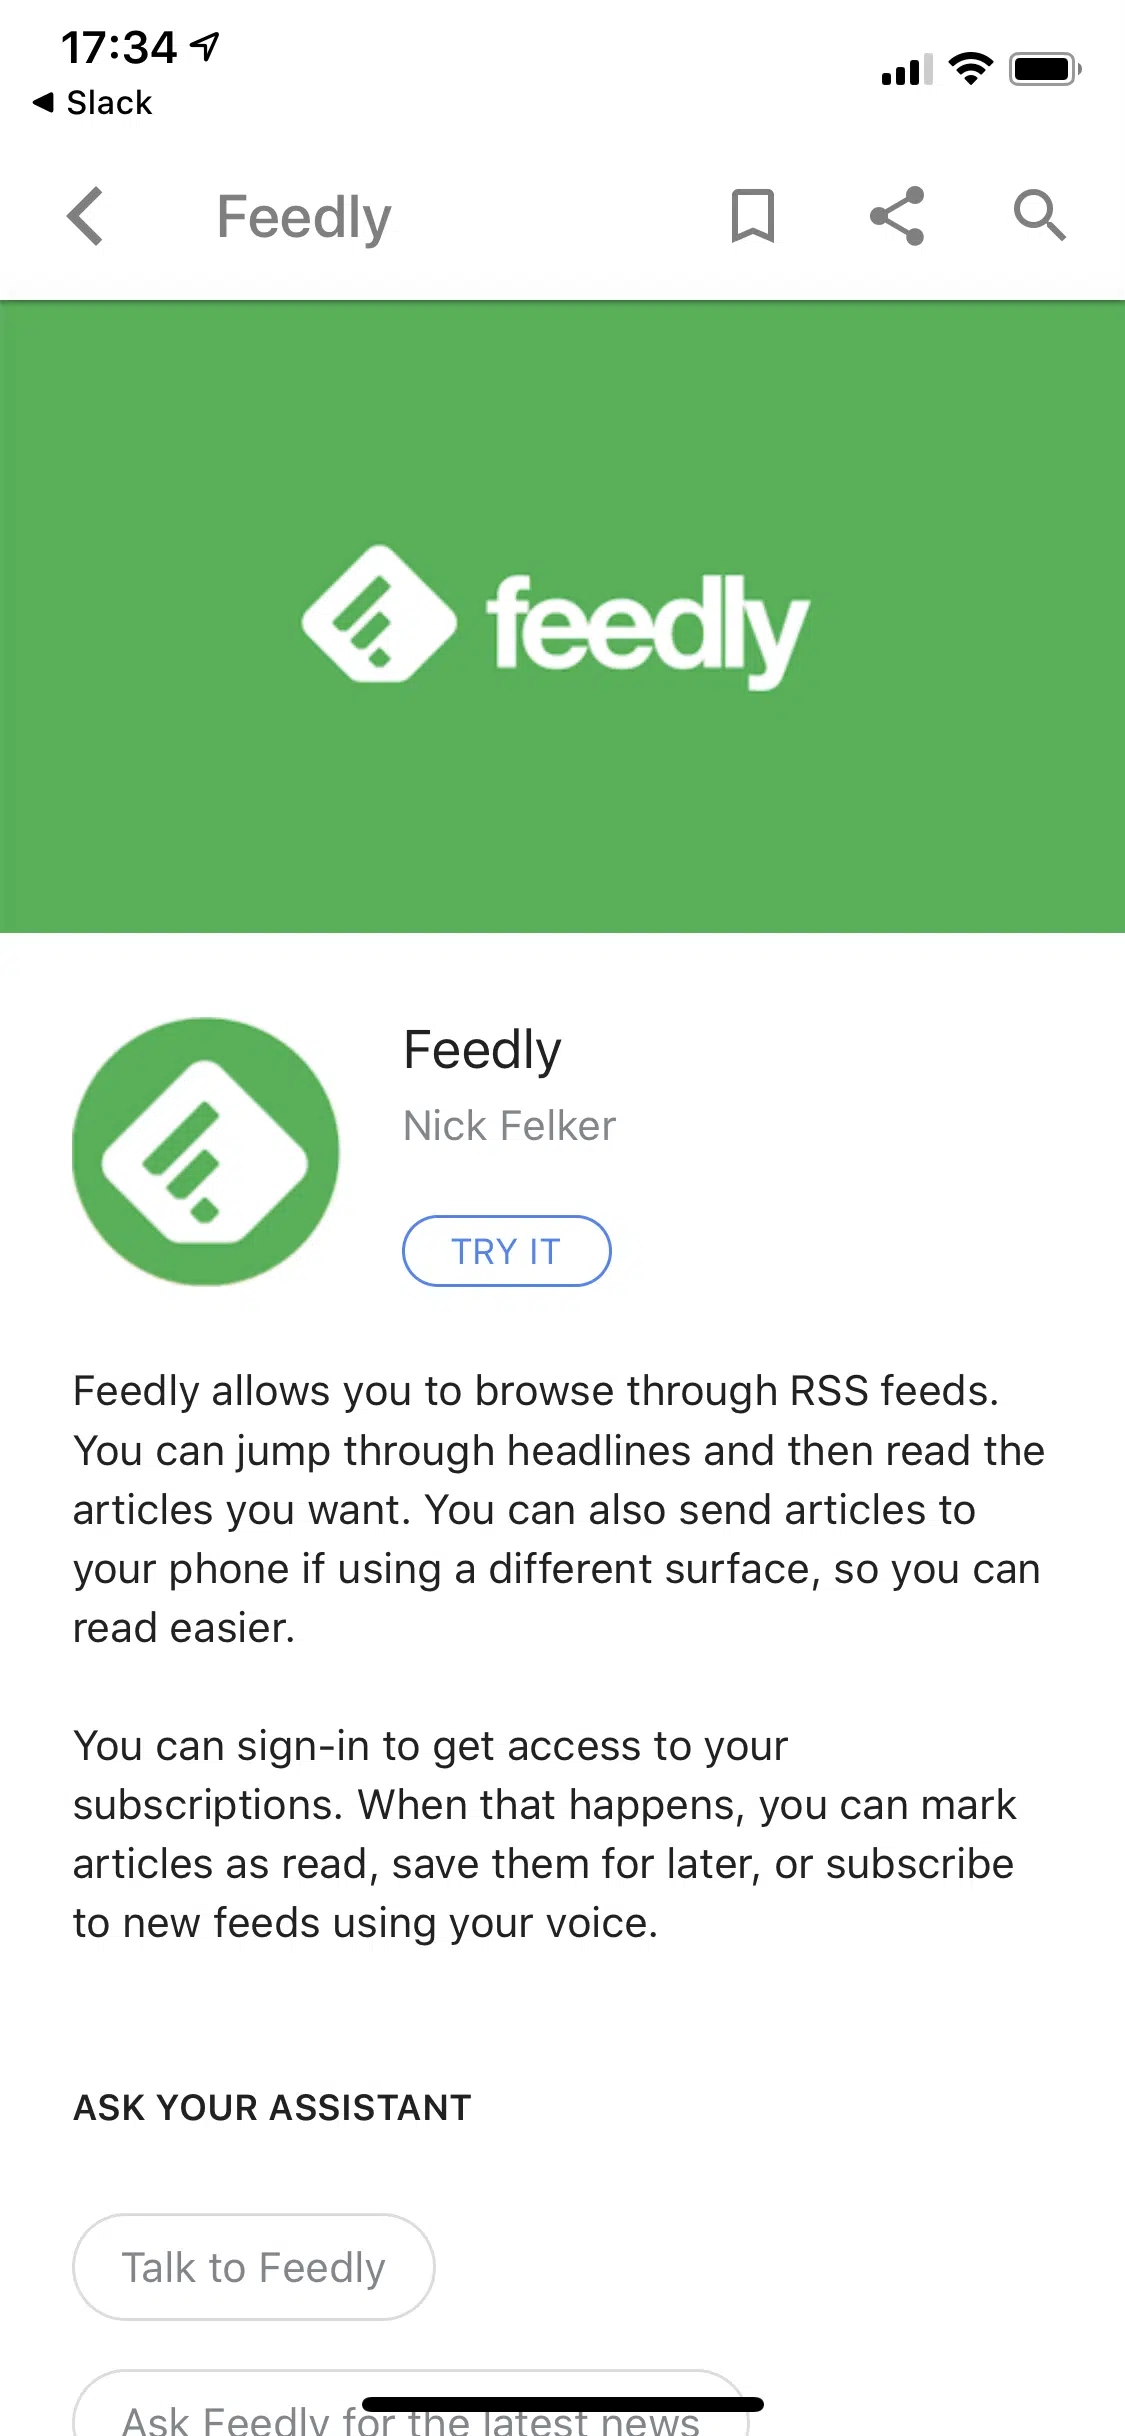 17:34
Slack
Feedly
feedly
Feedly
Nick Felker
TRY IT
Feedly allows you to browse through RSS feeds.
You can jump through headlines and then read the
articles you want. You can also send articles to
your phone if using a different surface, so you can
read easier.
You can sign-in to get access to your
subscriptions. When that happens, you can mark
articles as read, save them for later, or subscribe
to new feeds using your voice.
ASK YOUR ASSISTANT
Talk to Feedly
Ask Feedly for the latest news